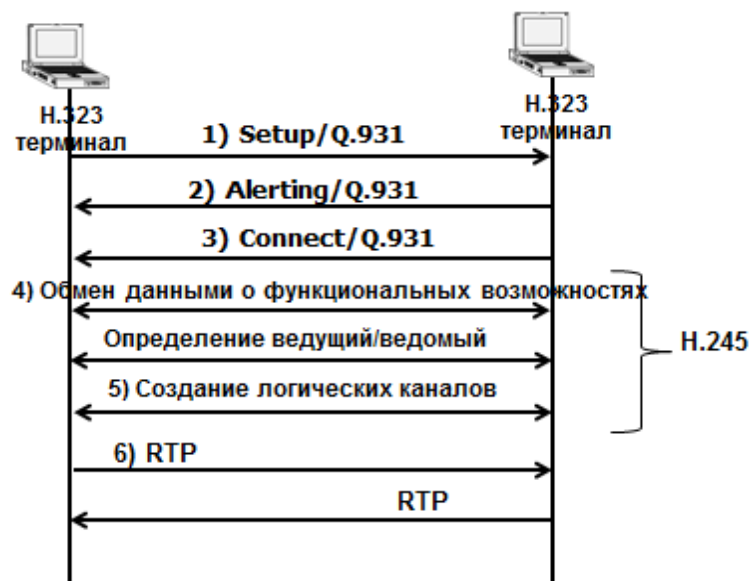 H.323
терминал
H.323
терминал
1) Setup/Q.931
2) Alerting/Q.931
3) Connect/Q.931
4) Обмен данными о функциональных возможностях
Определение ведущий/ведомый
H.245
5) Создание логических каналов
6) RTP
RTP